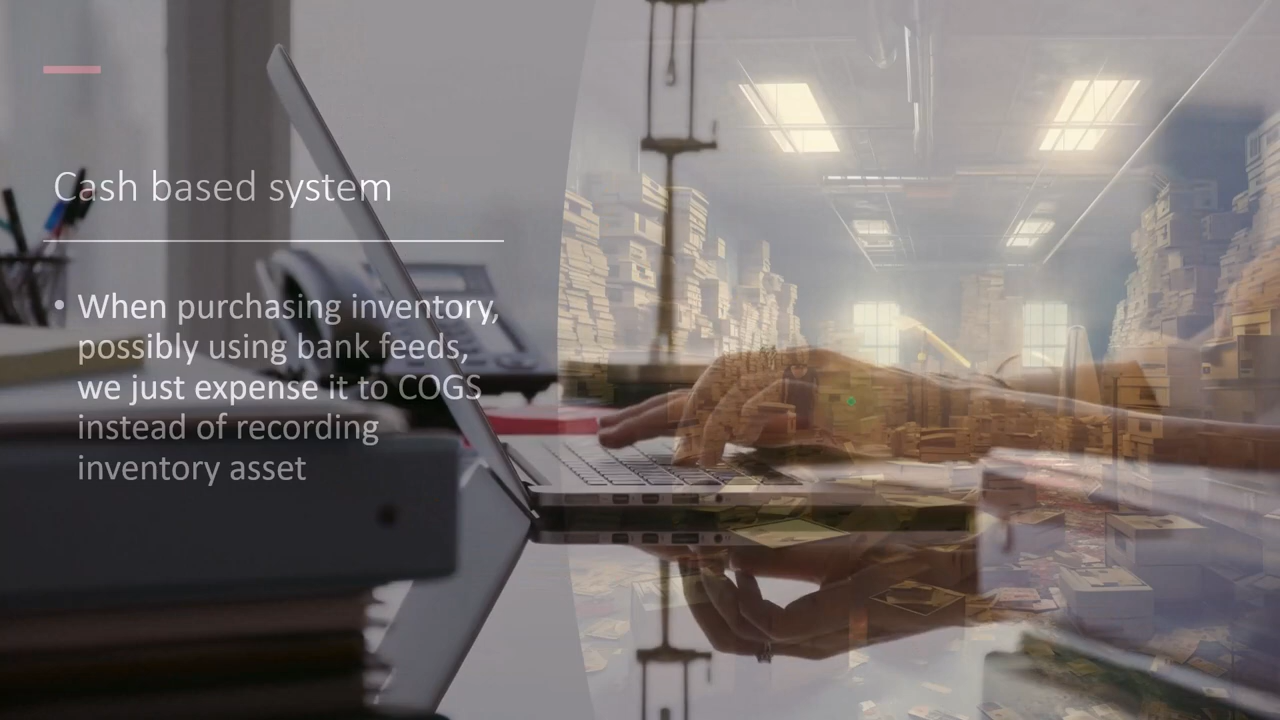 Cash based system
• When purchasing inventory,
possibly using bank feeds,
we just expense it to COGS
instead of recording
inventory asset